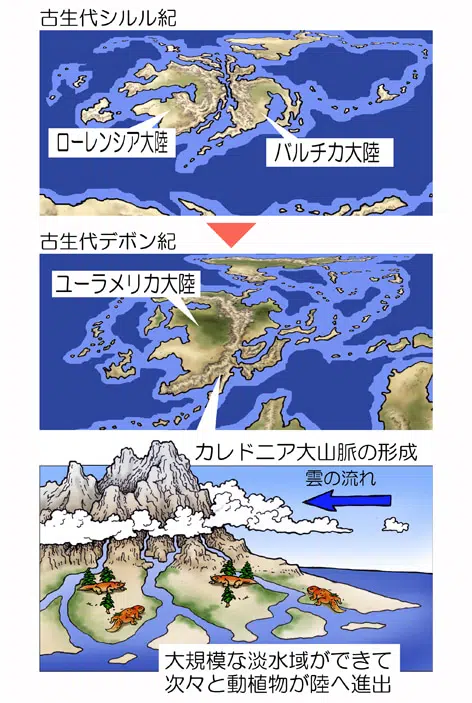 古生代シルル紀
ローレンシア大陸
バルチカ大陸
古生代デボン紀
ユーラメリカ大陸
カレドニア大山脈の形成
雲の流れ
大規模な淡水域ができて
次々と動植物が陸へ進出